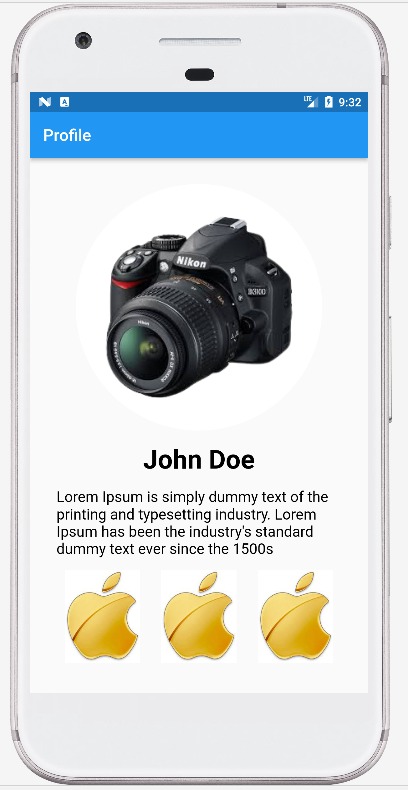 LTE 9:32
Profile
Nikon
D3100
Nikon
John Doe
Lorem Ipsum is simply dummy text of the
printing and typesetting industry. Lorem
Ipsum has been the industry's standard
dummy text ever since the 1500s